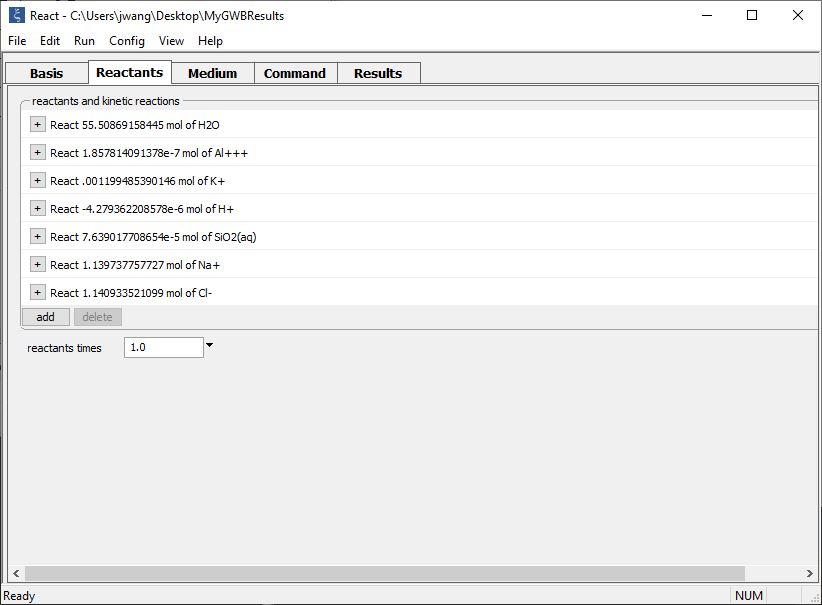 React - C:\Users\jwang\Desktop\MyGWBResults
File Edit Run Config View Help
Basis Reactants Medium Command Results
reactants and kinetic reactions
+ React 55.50869158445 mol of H2O
+ React 1.857814091378e-7 mol of Al+++
+ React .001199485390146 mol of K+
+ React -4.279362208578e-6 mol of H+
+ React 7.639017708654e-5 mol of SiO2(aq)
+ React 1.139737757727 mol of Na+
+ React 1.140933521099 mol of Cl-
add delete
reactants times 1.0
Ready NUM